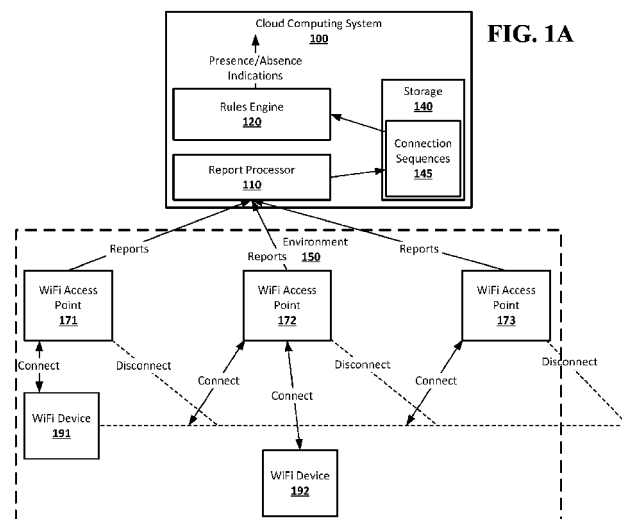 Cloud Computing System
100
FIG. 1A
Presence/Absence
Indications
Rules Engine
120
Storage
140
Connection
Sequences
145
Report Processor
110
Reports
Environment
Reports 150
Reports
WiFi Access
Point
171
WiFi Access
Point
172
WiFi Access
Point
173
Connect
Disconnect
Connect
Connect
Disconnect
Connect
Disconnect
WiFi Device
191
WiFi Device
192